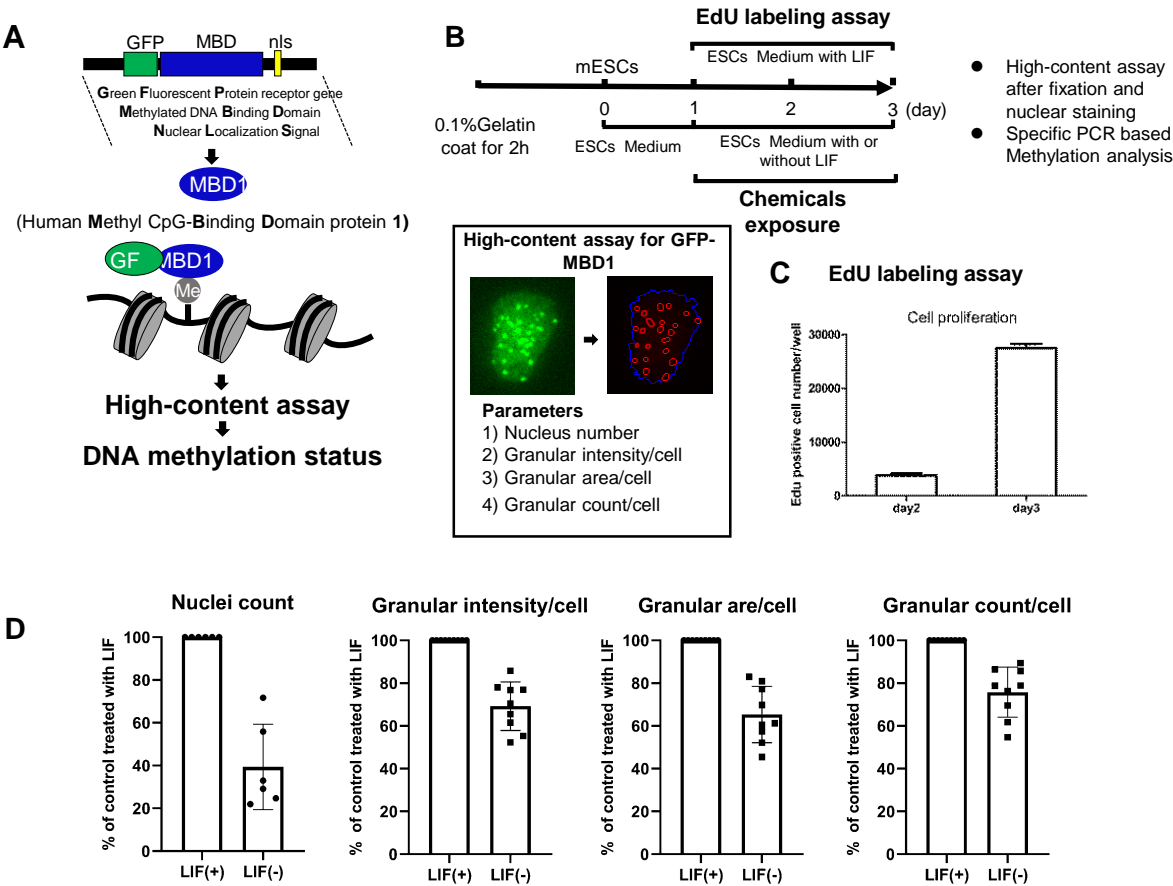 A
GFP MBD nls
Green Fluorescent Protein receptor gene
Methylated DNA Binding Domain
Nuclear Localization Signal
MBD1
(Human Methyl CpG-Binding Domain protein 1)
GF MBD1
Me
High-content assay
DNA methylation status
B
EdU labeling assay
ESCs Medium with LIF
mESCs
0 1 2 3 (day)
0.1%Gelatin
coat for 2h
ESCs Medium
ESCs Medium with or
without LIF
Chemicals
exposure
● High-content assay
after fixation and
nuclear staining
● Specific PCR based
Methylation analysis
High-content assay for GFP-
MBD1
Parameters
1) Nucleus number
2) Granular intensity/cell
3) Granular area/cell
4) Granular count/cell
C EdU labeling assay
Cell proliferation
Edu positive cell number/well
30000
20000
10000
0
day2 day3
D
Nuclei count
% of control treated with LIF
100
80
60
40
20
0
LIF(+) LIF(-)
Granular intensity/cell
% of control treated with LIF
100
80
60
40
20
0
LIF(+) LIF(-)
Granular are/cell
% of control treated with LIF
100
80
60
40
20
0
LIF(+) LIF(-)
Granular count/cell
% of control treated with LIF
100
80
60
40
20
0
LIF(+) LIF(-)